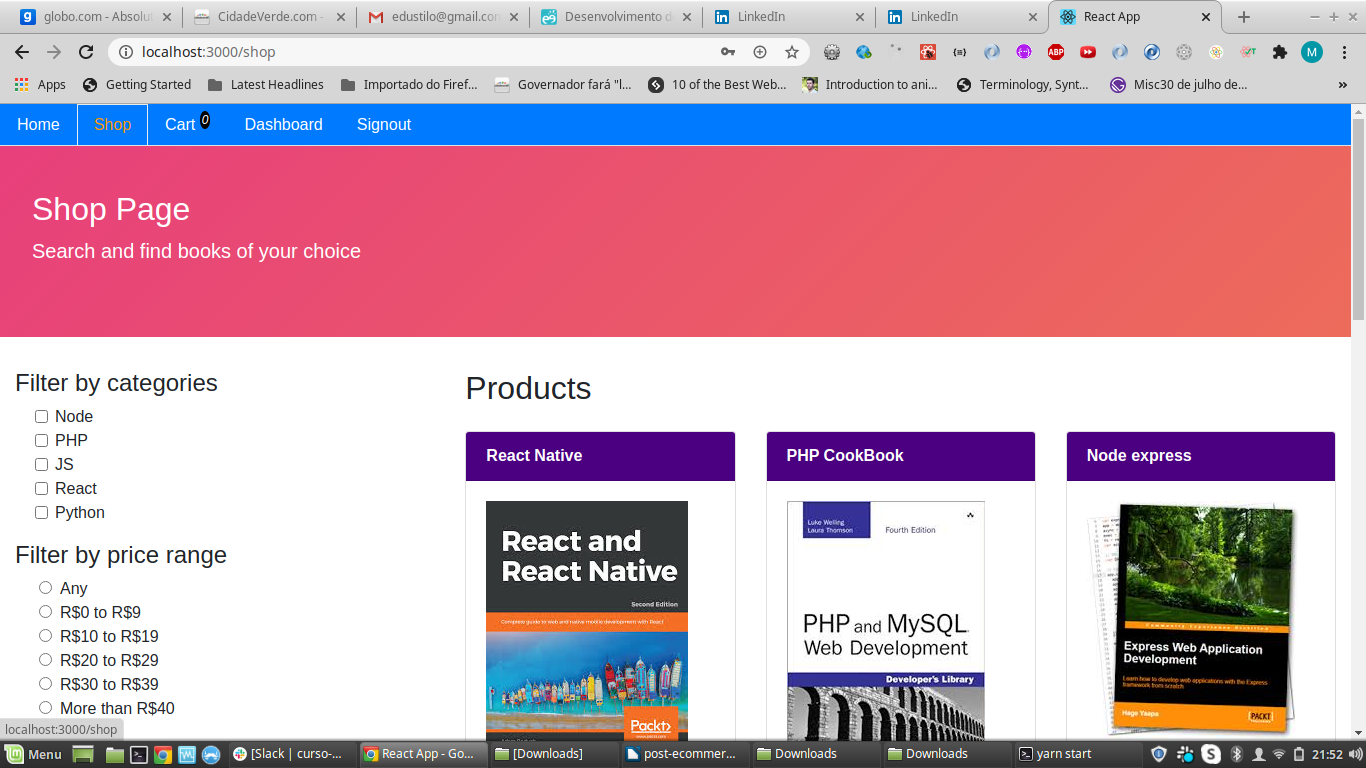 globo.com - Absolut
CidadeVerde.com -
edustilo@gmail.con
Desenvolvimento d
LinkedIn
LinkedIn
React App
localhost:3000/shop
ABP
M
Apps
Getting Started
Latest Headlines
Importado do Firef...
Governador fará "l...
10 of the Best Web...
Introduction to ani...
Terminology, Synt...
Misc30 de julho de...
»
Home
Shop
Cart 0
Dashboard
Signout
Shop Page
Search and find books of your choice
Filter by categories
Node
PHP
JS
React
Python
Filter by price range
Any
R$0 to R$9
R$10 to R$19
R$20 to R$29
R$30 to R$39
More than R$40
Products
React Native
React and
React Native
Second Edition
Complete guide to web and native mobile development with React
Packt
PHP CookBook
Luke Welling
Laura Thomson
Fourth Edition
PHP and MySQL
Web Development
Developer's Library
Node express
Community Experience Distilled
Express Web Application
Development
Learn how to develop web applications with the Express
framework from scratch
Hage Yaapa
PACKT
localhost:3000/shop
Menu
[Slack | curso-...
React App - Go...
[Downloads]
post-ecommer...
Downloads
Downloads
yarn start
21:52